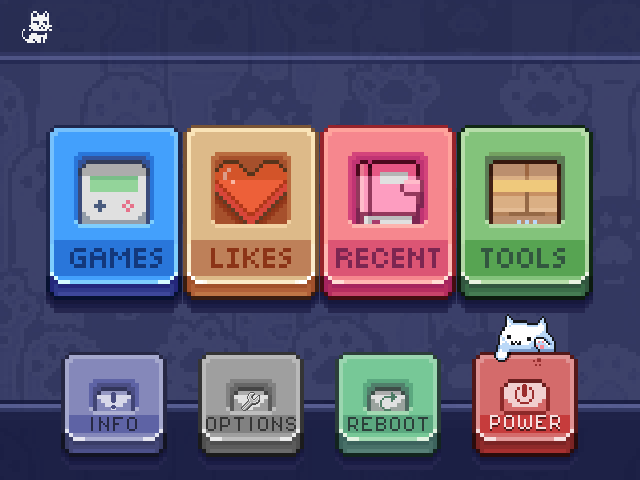 GAMES
LIKES
RECENT
TOOLS
INFO
OPTIONS
REBOOT
POWER